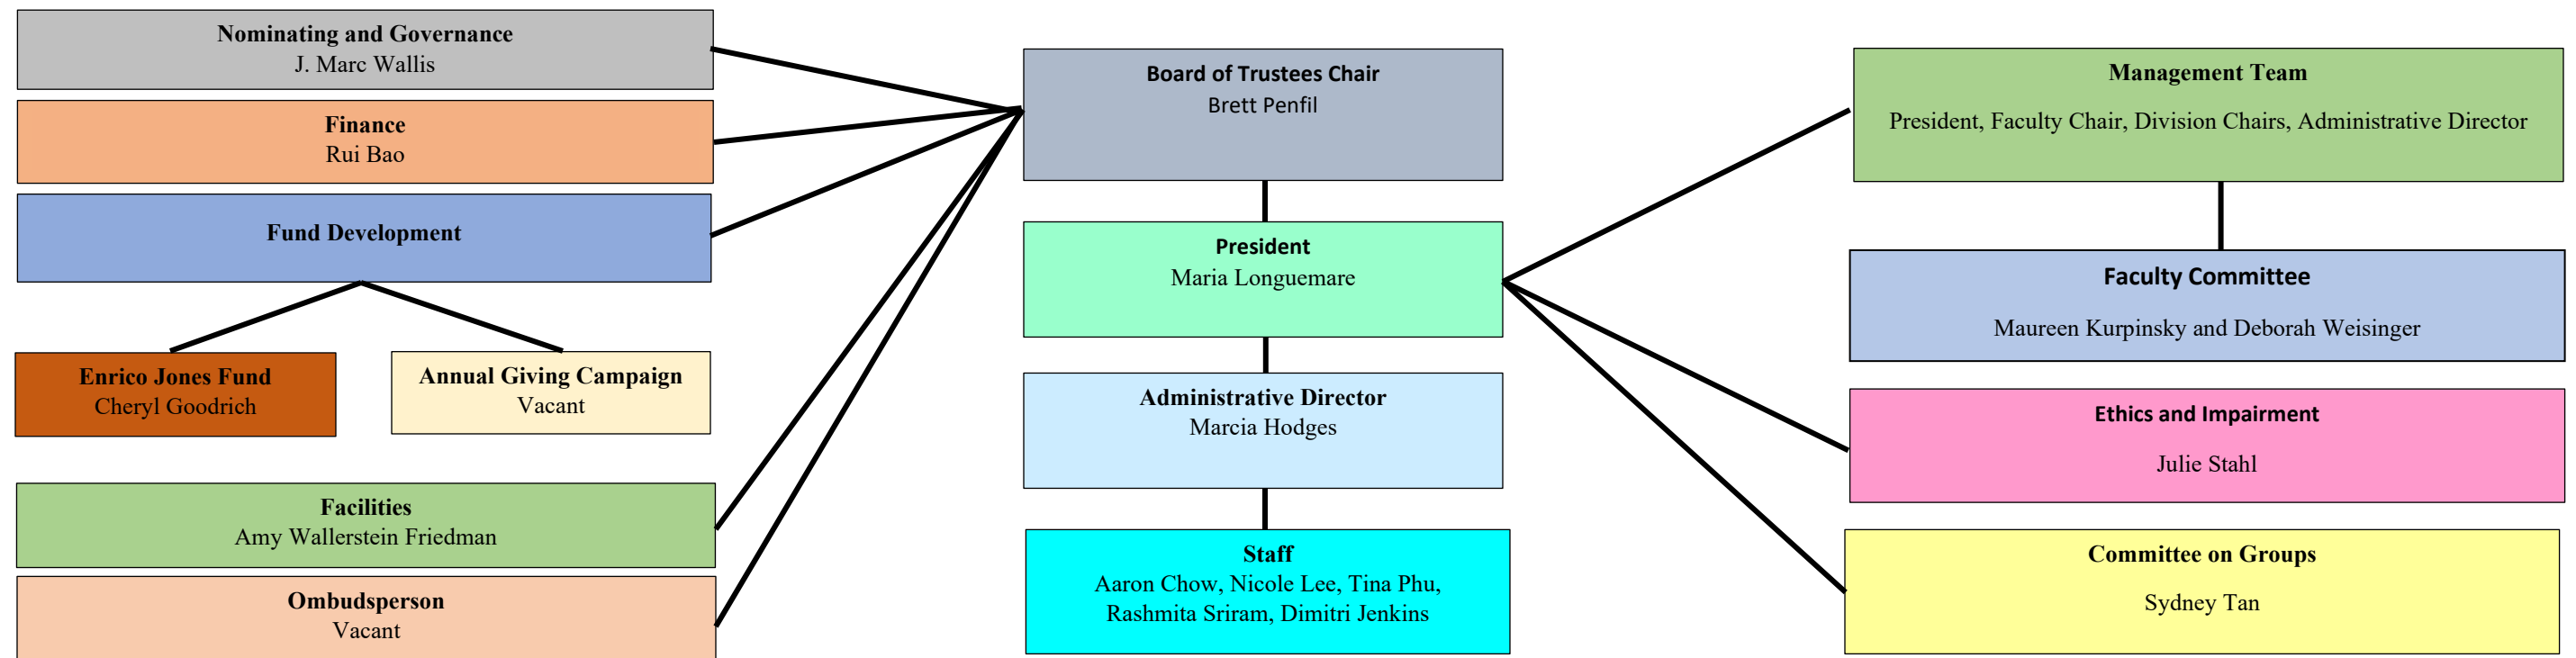 Nominating and Governance
J. Marc Wallis
Finance
Rui Bao
Fund Development
Enrico Jones Fund
Cheryl Goodrich
Annual Giving Campaign
Vacant
Facilities
Amy Wallerstein Friedman
Ombudsperson
Vacant
Board of Trustees Chair
Brett Penfil
President
Maria Longuemare
Administrative Director
Marcia Hodges
Staff
Aaron Chow, Nicole Lee, Tina Phu,
Rashmita Sriram, Dimitri Jenkins
Management Team
President, Faculty Chair, Division Chairs, Administrative Director
Faculty Committee
Maureen Kurpinsky and Deborah Weisinger
Ethics and Impairment
Julie Stahl
Committee on Groups
Sydney Tan